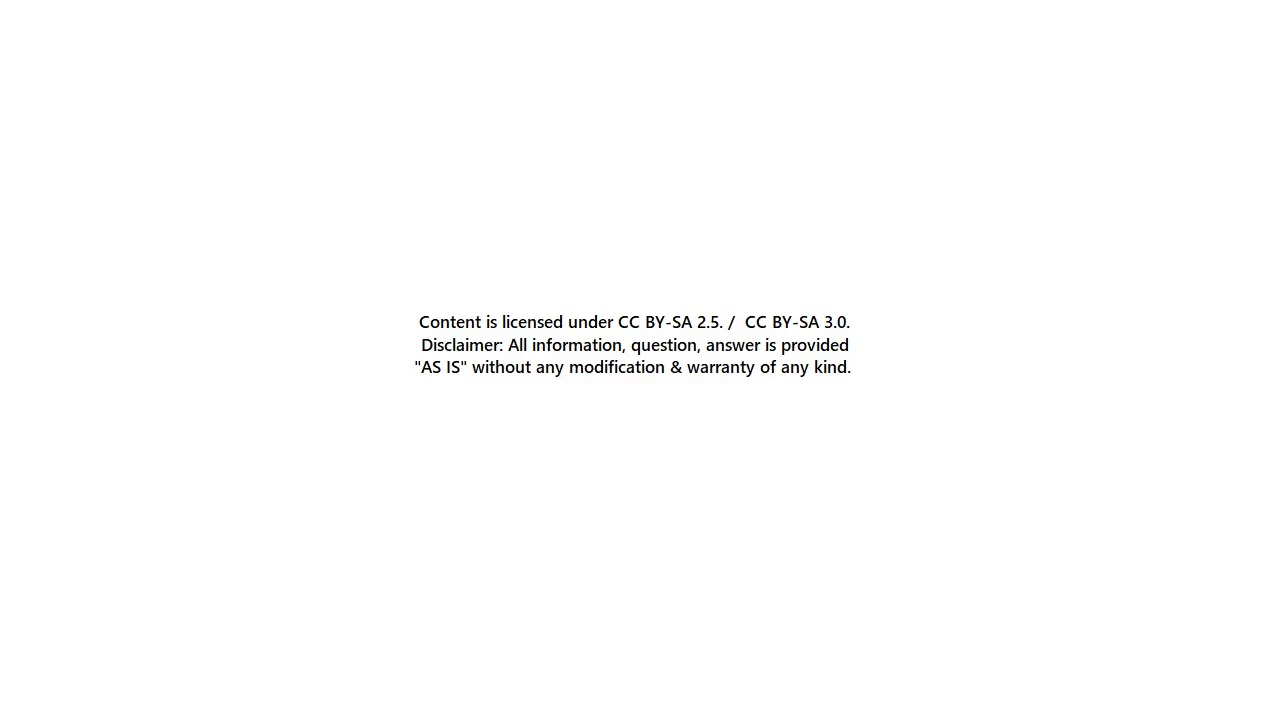 Content is licensed under CC BY-SA 2.5. /  CC BY-SA 3.0.
Disclaimer: All information, question, answer is provided
"AS IS" without any modification & warranty of any kind.